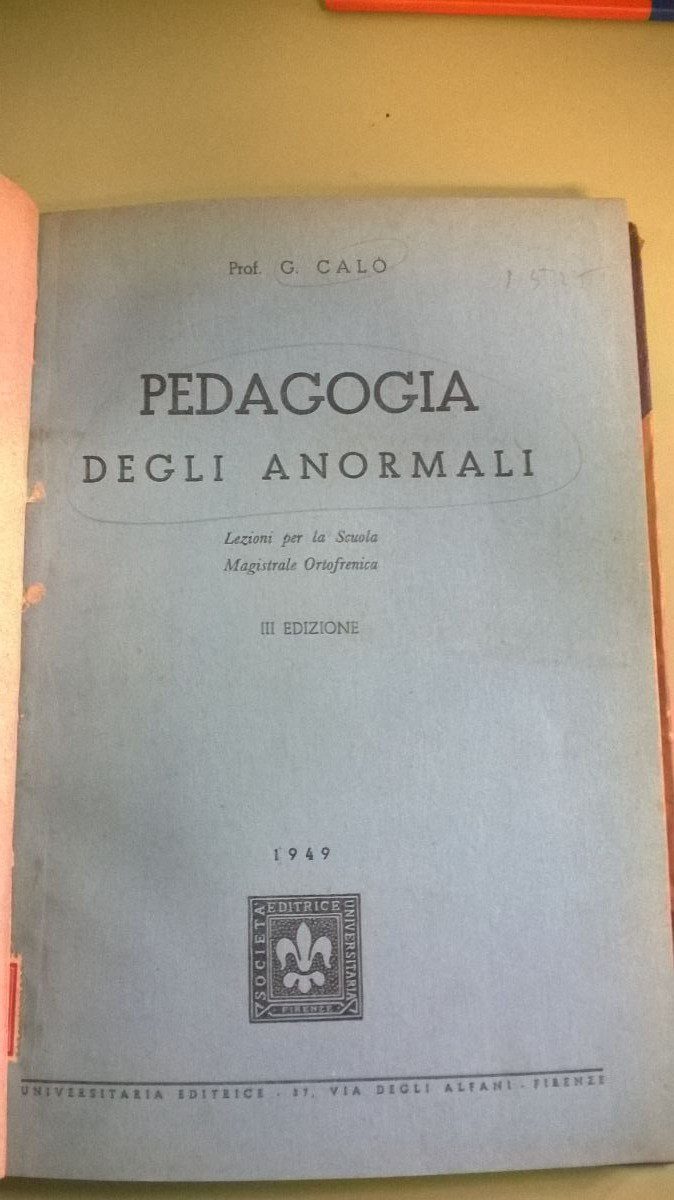 Prof. G. CALÒ
PEDAGOGIA
DEGLI ANORMALI
Lezioni per la Scuola
Magistrale Ortofrenica
III EDIZIONE
1949
SOCIETÀ
EDITRICE
UNIVERSITARIA
FIRENZE
UNIVERSITARIA EDITRICE - 37, VIA DEGLI ALFANI - FIRENZE